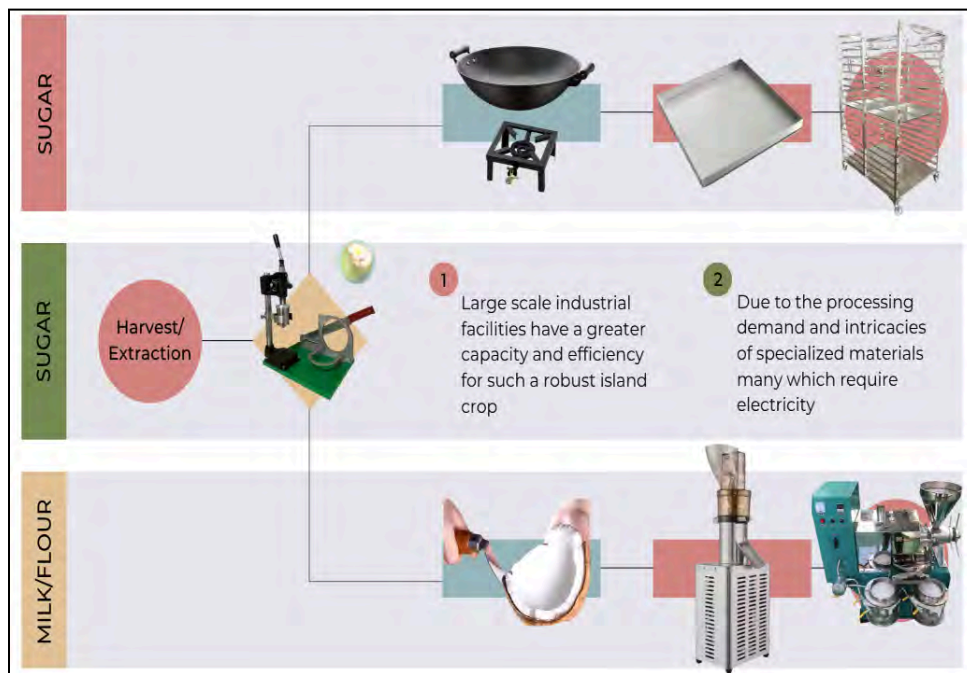 SUGAR
SUGAR
Harvest/
Extraction
1
Large scale industrial
facilities have a greater
capacity and efficiency
for such a robust island
crop
2
Due to the processing
demand and intricacies
of specialized materials
many which require
electricity
MILK/FLOUR